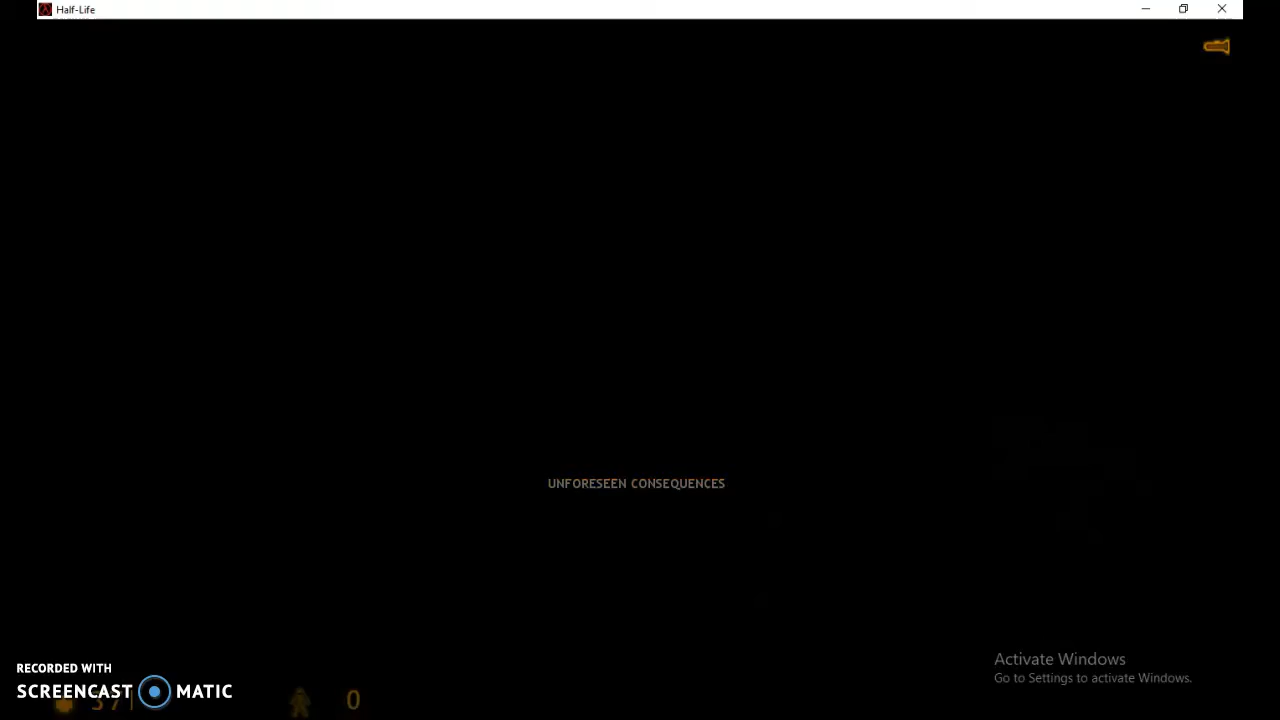 Half-Life
UNFORESEEN CONSEQUENCES
Activate Windows
Go to Settings to activate Windows.
RECORDED WITH
SCREENCAST MATIC
0